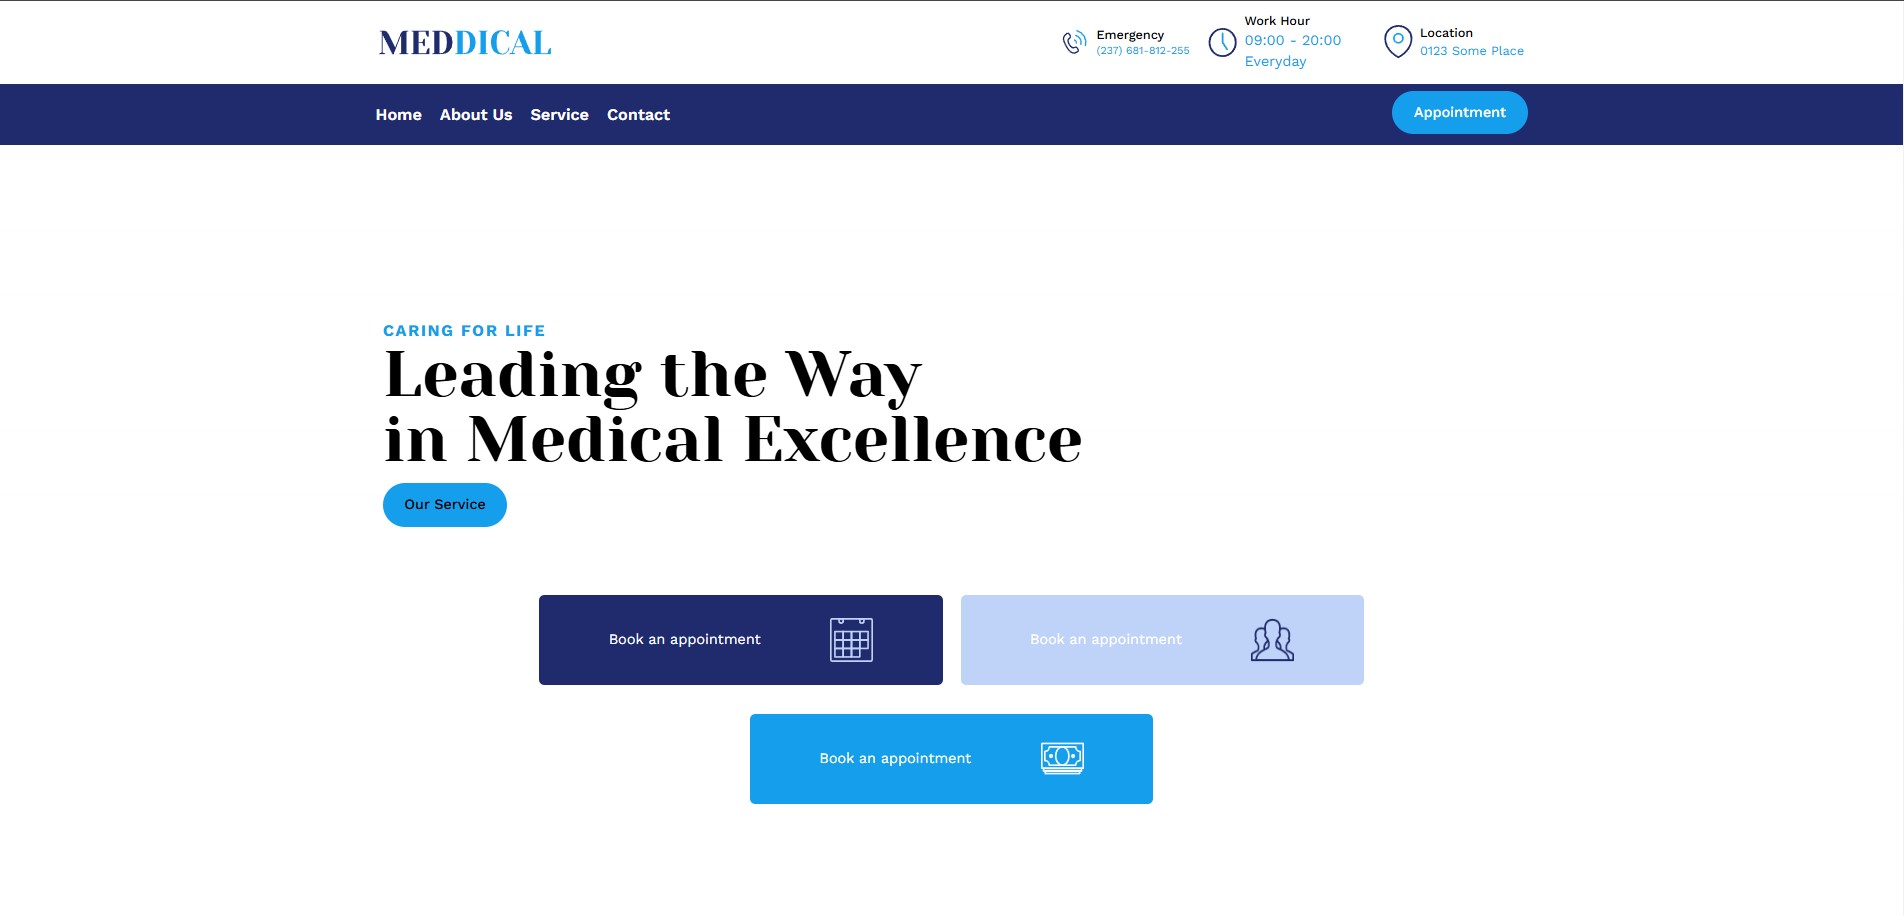 MEDDICAL
Emergency
(237) 681-812-255
Work Hour
09:00 - 20:00
Everyday
Location
0123 Some Place
Home About Us Service Contact
Appointment
CARING FOR LIFE
Leading the Way
in Medical Excellence
Our Service
Book an appointment
Book an appointment
Book an appointment